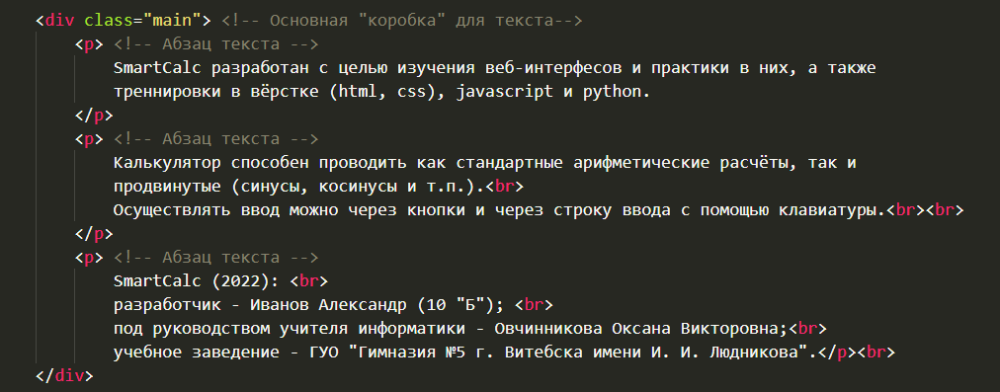 <div class="main"> <!-- Основная "коробка" для текста-->
<p> <!-- Абзац текста -->
SmartCalc разработан с целью изучения веб-интерфесов и практики в них, а также
треннировки в вёрстке (html, css), javascript и python.
</p>
<p> <!-- Абзац текста -->
Калькулятор способен проводить как стандартные арифметические расчёты, так и
продвинутые (синусы, косинусы и т.п.).<br>
Осуществлять ввод можно через кнопки и через строку ввода с помощью клавиатуры.<br><br>
</p>
<p> <!-- Абзац текста -->
SmartCalc (2022): <br>
разработчик - Иванов Александр (10 "Б"); <br>
под руководством учителя информатики - Овчинникова Оксана Викторовна;<br>
учебное заведение - ГУО "Гимназия №5 г. Витебска имени И. И. Людникова".</p><br>
</div>